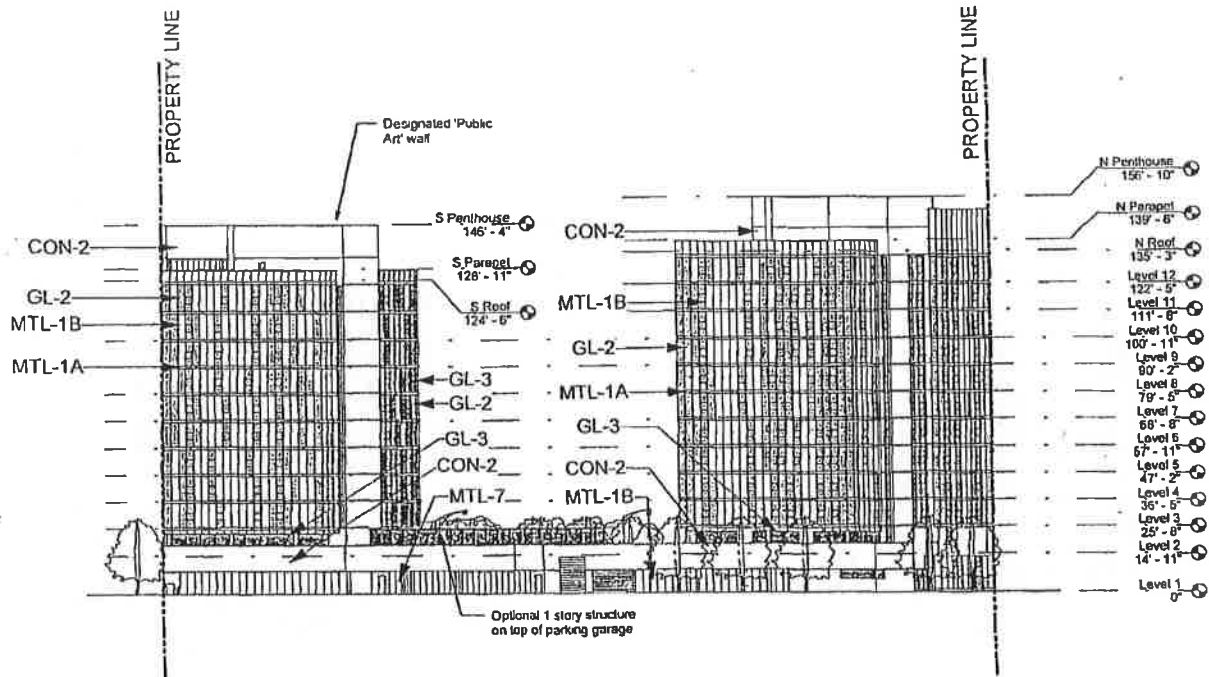 PROPERTY LINE
PROPERTY LINE
Designated 'Public
Art' wall
N Penthouse
156' - 10"
N Parapet
139' - 6"
N Roof
135' - 3"
Level 12
122' - 5"
Level 11
111' - 8"
Level 10
100' - 11"
Level 9
90' - 2"
Level 8
79' - 5"
Level 7
68' - 8"
Level 6
57' - 11"
Level 5
47' - 2"
Level 4
36' - 5"
Level 3
25' - 8"
Level 2
14' - 11"
Level 1
0"
S Penthouse
146' - 4"
S Parapet
126' - 11"
S Roof
124' - 6"
CON-2
GL-2
MTL-1B
MTL-1A
GL-3
GL-2
GL-3
CON-2
MTL-7
CON-2
MTL-1B
GL-2
MTL-1A
GL-3
CON-2
MTL-1B
Optional 1 story structure
on top of parking garage